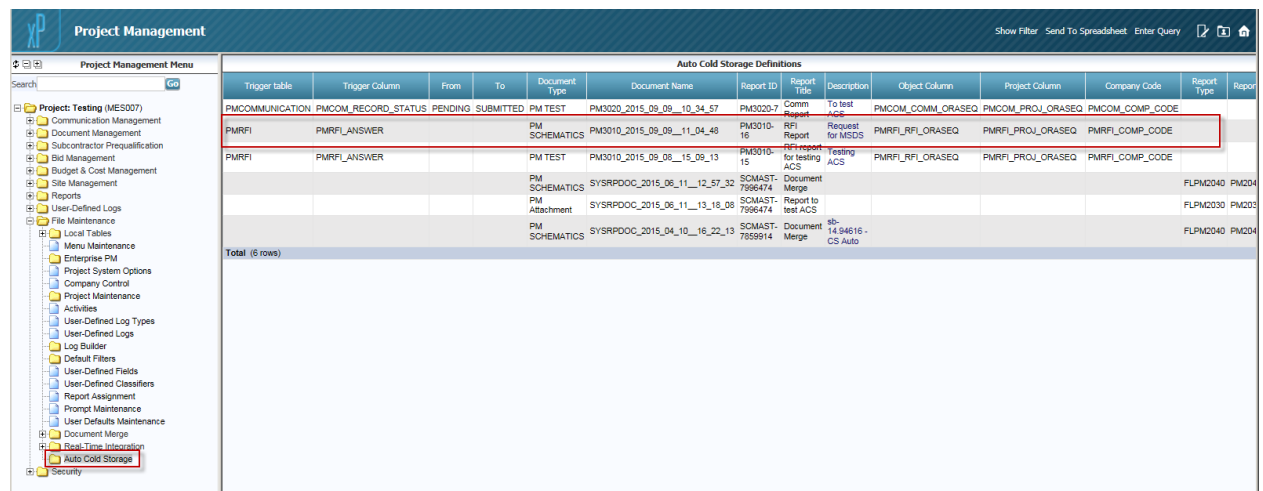 XP Project Management
Show Filter Send To Spreadsheet Enter Query
Project Management Menu
Search Go
Project: Testing (MES007)
Communication Management
Document Management
Subcontractor Prequalification
Bid Management
Budget & Cost Management
Site Management
Reports
User-Defined Logs
File Maintenance
Local Tables
Menu Maintenance
Enterprise PM
Project System Options
Company Control
Project Maintenance
Activities
User-Defined Log Types
User-Defined Logs
Log Builder
Default Filters
User-Defined Fields
User-Defined Classifiers
Report Assignment
Prompt Maintenance
User Defaults Maintenance
Document Merge
Real-Time Integration
Auto Cold Storage
Security
Auto Cold Storage Definitions
Trigger table Trigger Column From To Document Type Document Name Report ID Report Title Description Object Column Project Column Company Code Report Type Repor
PMCOMMUNICATION PMCOM_RECORD_STATUS PENDING SUBMITTED PM TEST PM3020_2015_09_09__10_34_57 PM3020-7 Comm Report To test ACS PMCOM_COMM_ORASEQ PMCOM_PROJ_ORASEQ PMCOM_COMP_CODE
PMRFI PMRFI_ANSWER PM SCHEMATICS PM3010_2015_09_09__11_04_48 PM3010-16 RFI Report Request for MSDS PMRFI_RFI_ORASEQ PMRFI_PROJ_ORASEQ PMRFI_COMP_CODE
PMRFI PMRFI_ANSWER PM TEST PM3010_2015_09_08__15_09_13 PM3010-15 RFI report for testing ACS Testing ACS PMRFI_RFI_ORASEQ PMRFI_PROJ_ORASEQ PMRFI_COMP_CODE
PM SCHEMATICS SYSRPDOC_2015_06_11__12_57_32 SCMAST-7996474 Document Merge FLPM2040 PM204
PM Attachment SYSRPDOC_2015_06_11__13_18_08 SCMAST-7996474 Report to test ACS FLPM2030 PM203
PM SCHEMATICS SYSRPDOC_2015_04_10__16_22_13 SCMAST-7859914 Document Merge sb-14.94616 - CS Auto FLPM2040 PM204
Total (6 rows)